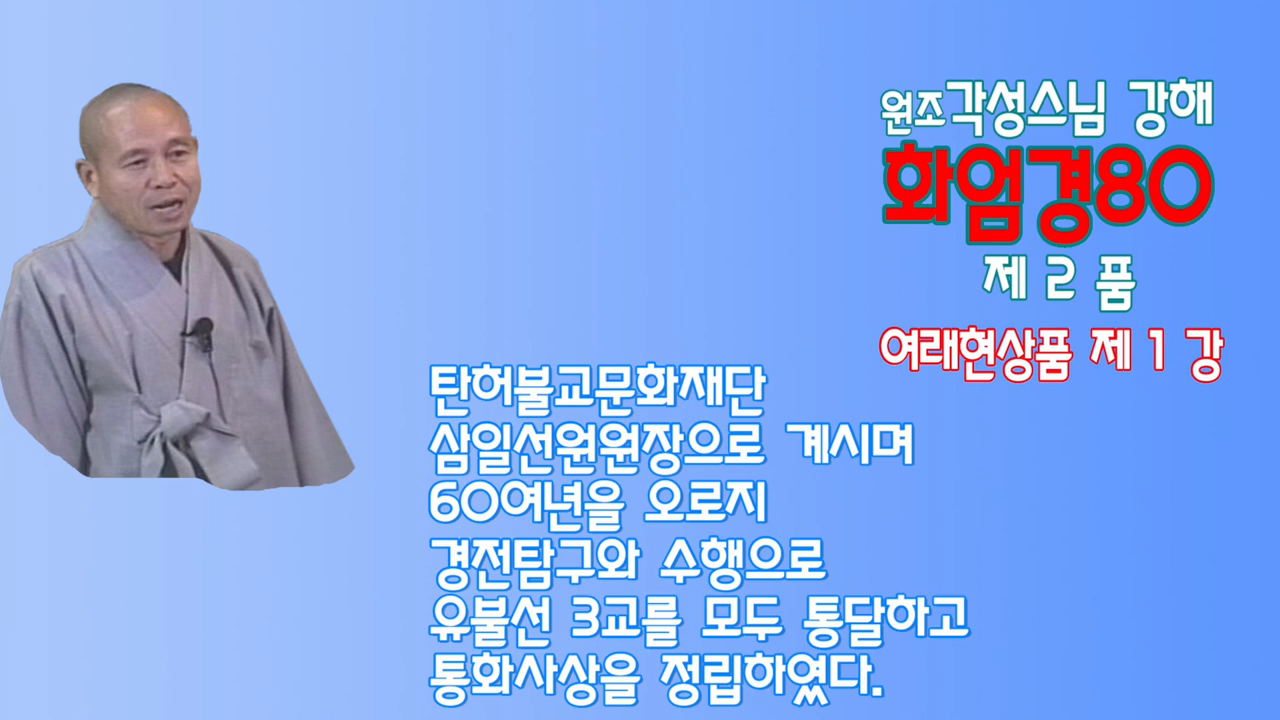 원조각성스님 강해
화엄경80
제 2 품
여래현상품 제 1 강
탄허불교문화재단
삼일선원원장으로 계시며
60여년을 오로지
경전탐구와 수행으로
유불선 3교를 모두 통달하고
통화사상을 정립하였다.